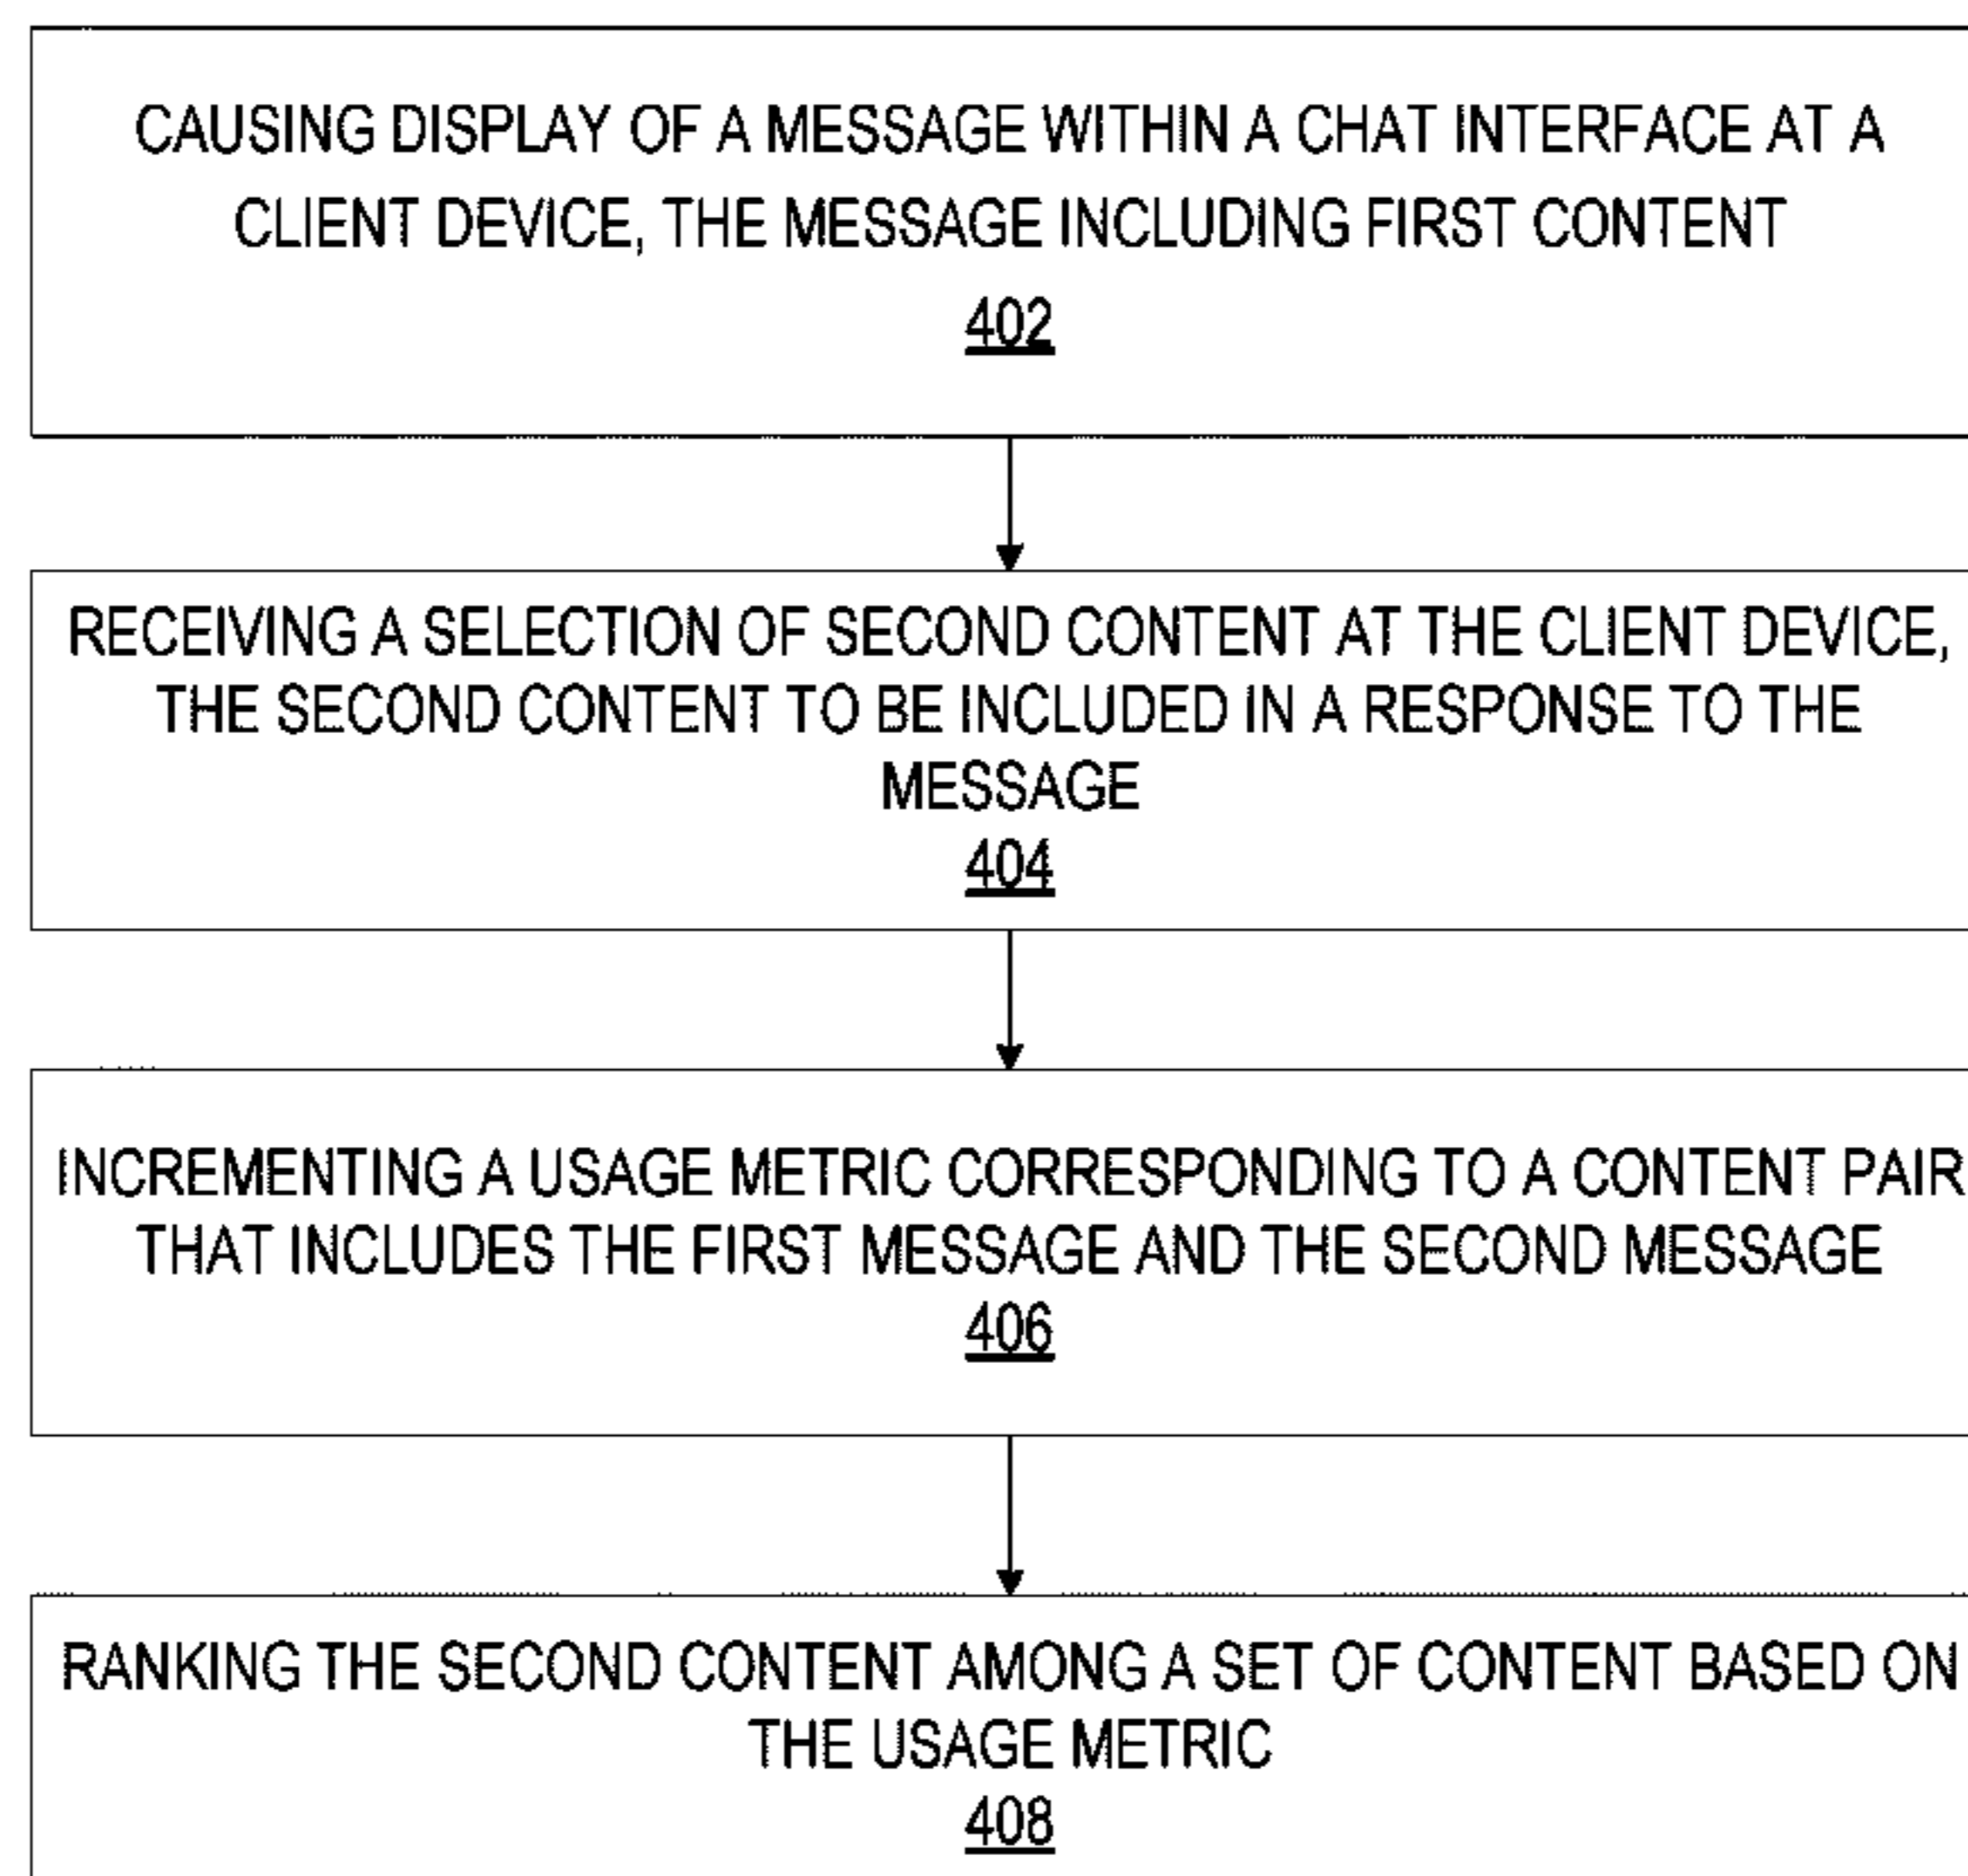 CAUSING DISPLAY OF A MESSAGE WITHIN A CHAT INTERFACE AT A
CLIENT DEVICE, THE MESSAGE INCLUDING FIRST CONTENT
402
RECEIVING A SELECTION OF SECOND CONTENT AT THE CLIENT DEVICE,
THE SECOND CONTENT TO BE INCLUDED IN A RESPONSE TO THE
MESSAGE
404
INCREMENTING A USAGE METRIC CORRESPONDING TO A CONTENT PAIR
THAT INCLUDES THE FIRST MESSAGE AND THE SECOND MESSAGE
406
RANKING THE SECOND CONTENT AMONG A SET OF CONTENT BASED ON
THE USAGE METRIC
408